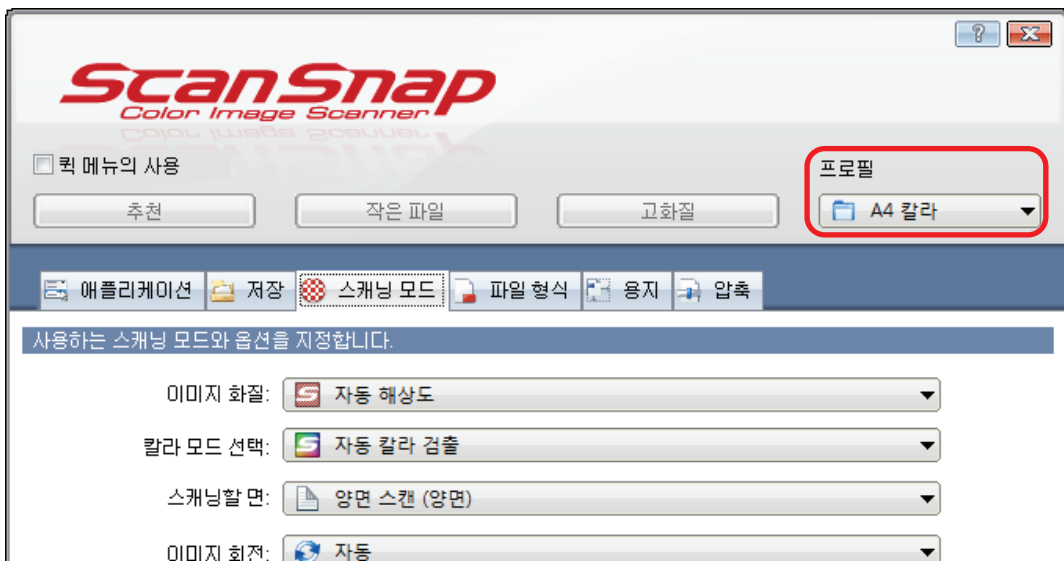 ScanSnap
Color Image Scanner
퀵 메뉴의 사용
프로필
추천 작은 파일 고화질 A4 칼라
애플리케이션 저장 스캐닝 모드 파일 형식 용지 압축
사용하는 스캐닝 모드와 옵션을 지정합니다.
이미지 화질: 자동 해상도
칼라 모드 선택: 자동 칼라 검출
스캐닝할 면: 양면 스캔 (양면)
이미지 회전: 자동